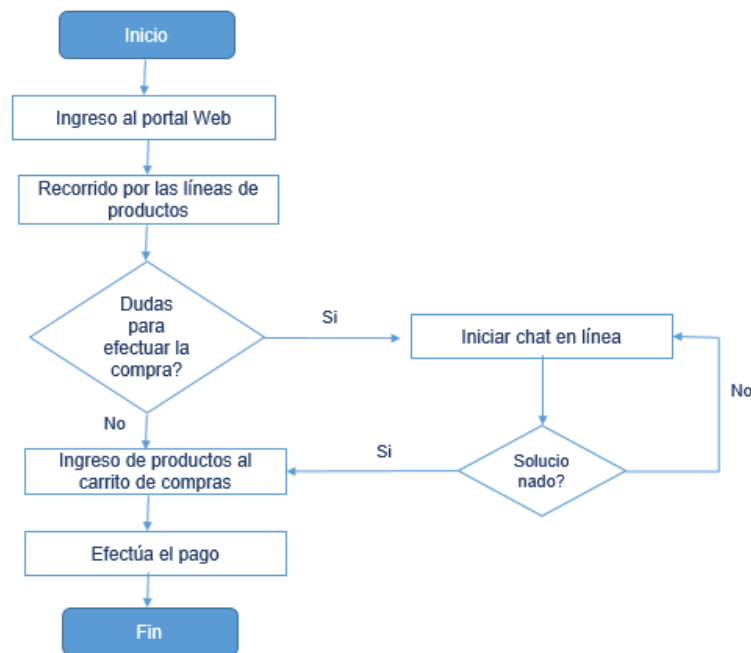 Inicio
Ingreso al portal Web
Recorrido por las líneas de
productos
Dudas
para
efectuar la
compra?
Si
Iniciar chat en línea
No
No
Ingreso de productos al
carrito de compras
Si
Solucio
nado?
Efectúa el pago
Fin